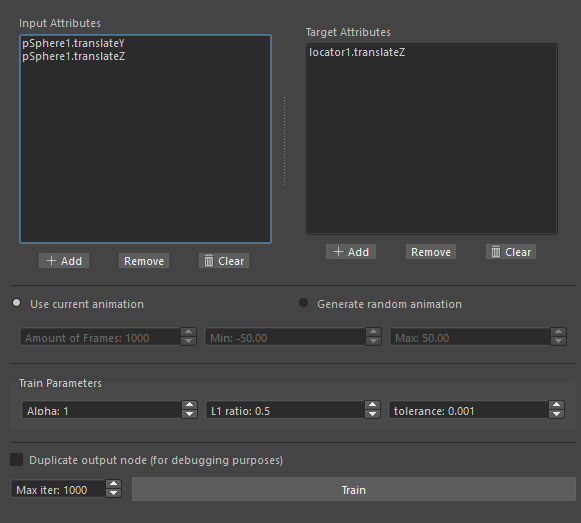 Input Attributes
Target Attributes
pSphere1.translateY
pSphere1.translateZ
locator1.translateZ
Add
Remove
Clear
Add
Remove
Clear
Use current animation
Generate random animation
Amount of Frames: 1000
Min: -50.00
Max: 50.00
Train Parameters
Alpha: 1
L1 ratio: 0.5
tolerance: 0.001
Duplicate output node (for debugging purposes)
Max iter: 1000
Train